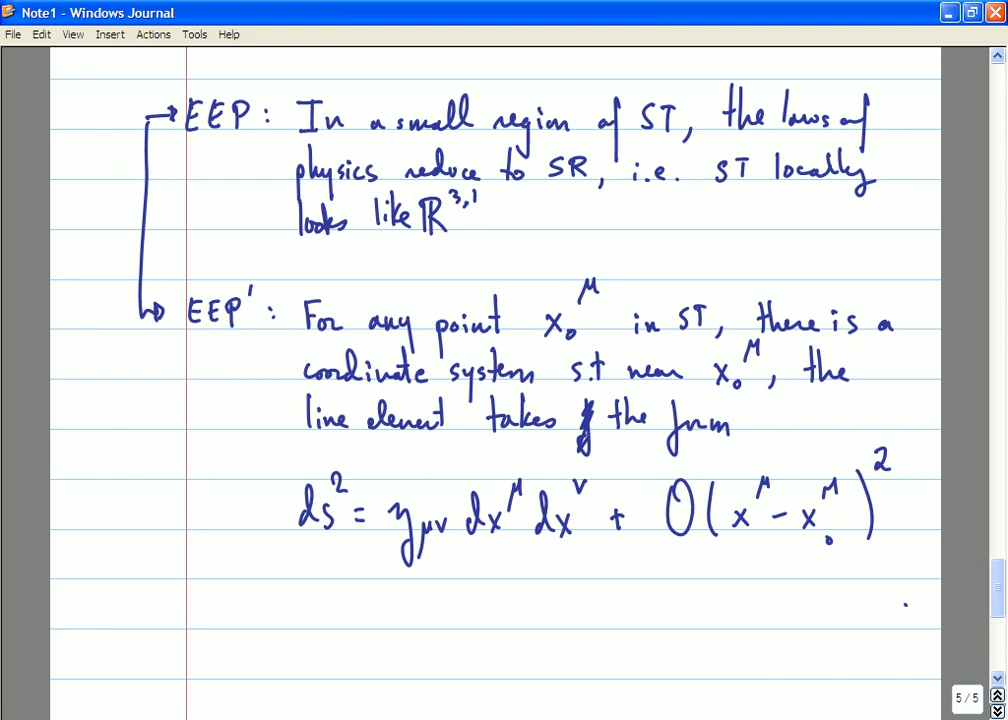 Note1 - Windows Journal
File Edit View Insert Actions Tools Help
EEP : In a small region of ST, the laws of
physics reduce to SR, i.e. ST locally
looks like ℝ³,¹
EEP' : For any point x₀^μ in ST, there is a
coordinate system s.t near x₀^μ, the
line element takes the form
ds² = η_μν dx^μ dx^ν + O(x^μ - x₀^μ)²
5/5